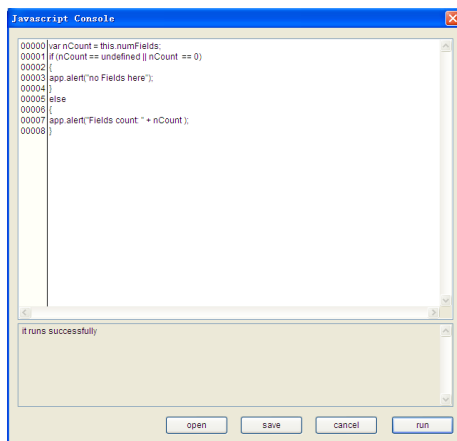 Javascript Console
00000 var nCount = this.numFields;
00001 if (nCount == undefined || nCount == 0)
00002 {
00003 app.alert("no Fields here");
00004 }
00005 else
00006 {
00007 app.alert("Fields count: " + nCount );
00008 }
it runs successfully
open save cancel run